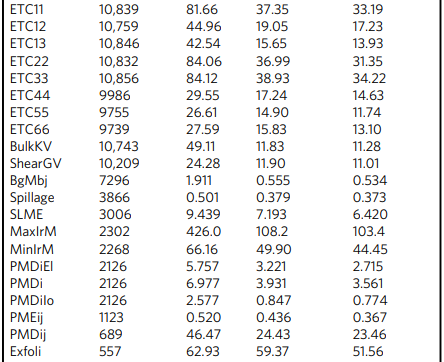 ETC11 10,839 81.66 37.35 33.19
ETC12 10,759 44.96 19.05 17.23
ETC13 10,846 42.54 15.65 13.93
ETC22 10,832 84.06 36.99 31.35
ETC33 10,856 84.12 38.93 34.22
ETC44 9986 29.55 17.24 14.63
ETC55 9755 26.61 14.90 11.74
ETC66 9739 27.59 15.83 13.10
BulkKV 10,743 49.11 11.83 11.28
ShearGV 10,209 24.28 11.90 11.01
BgMbj 7296 1.911 0.555 0.534
Spillage 3866 0.501 0.379 0.373
SLME 3006 9.439 7.193 6.420
MaxIrM 2302 426.0 108.2 103.4
MinIrM 2268 66.16 49.90 44.45
PMDiEl 2126 5.757 3.221 2.715
PMDi 2126 6.977 3.931 3.561
PMDiIo 2126 2.577 0.847 0.774
PMEij 1123 0.520 0.436 0.367
PMDij 689 46.47 24.43 23.46
Exfoli 557 62.93 59.37 51.56